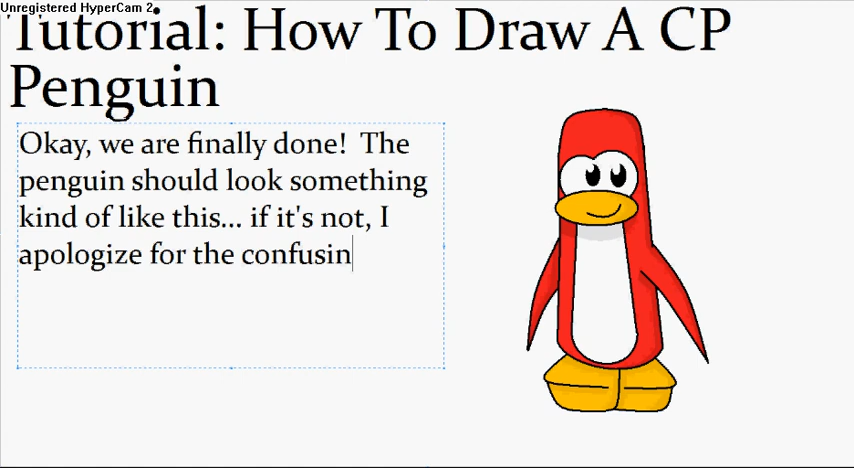 Unregistered HyperCam 2
Tutorial: How To Draw A CP
Penguin
Okay, we are finally done!  The
penguin should look something
kind of like this... if it's not, I
apologize for the confusin